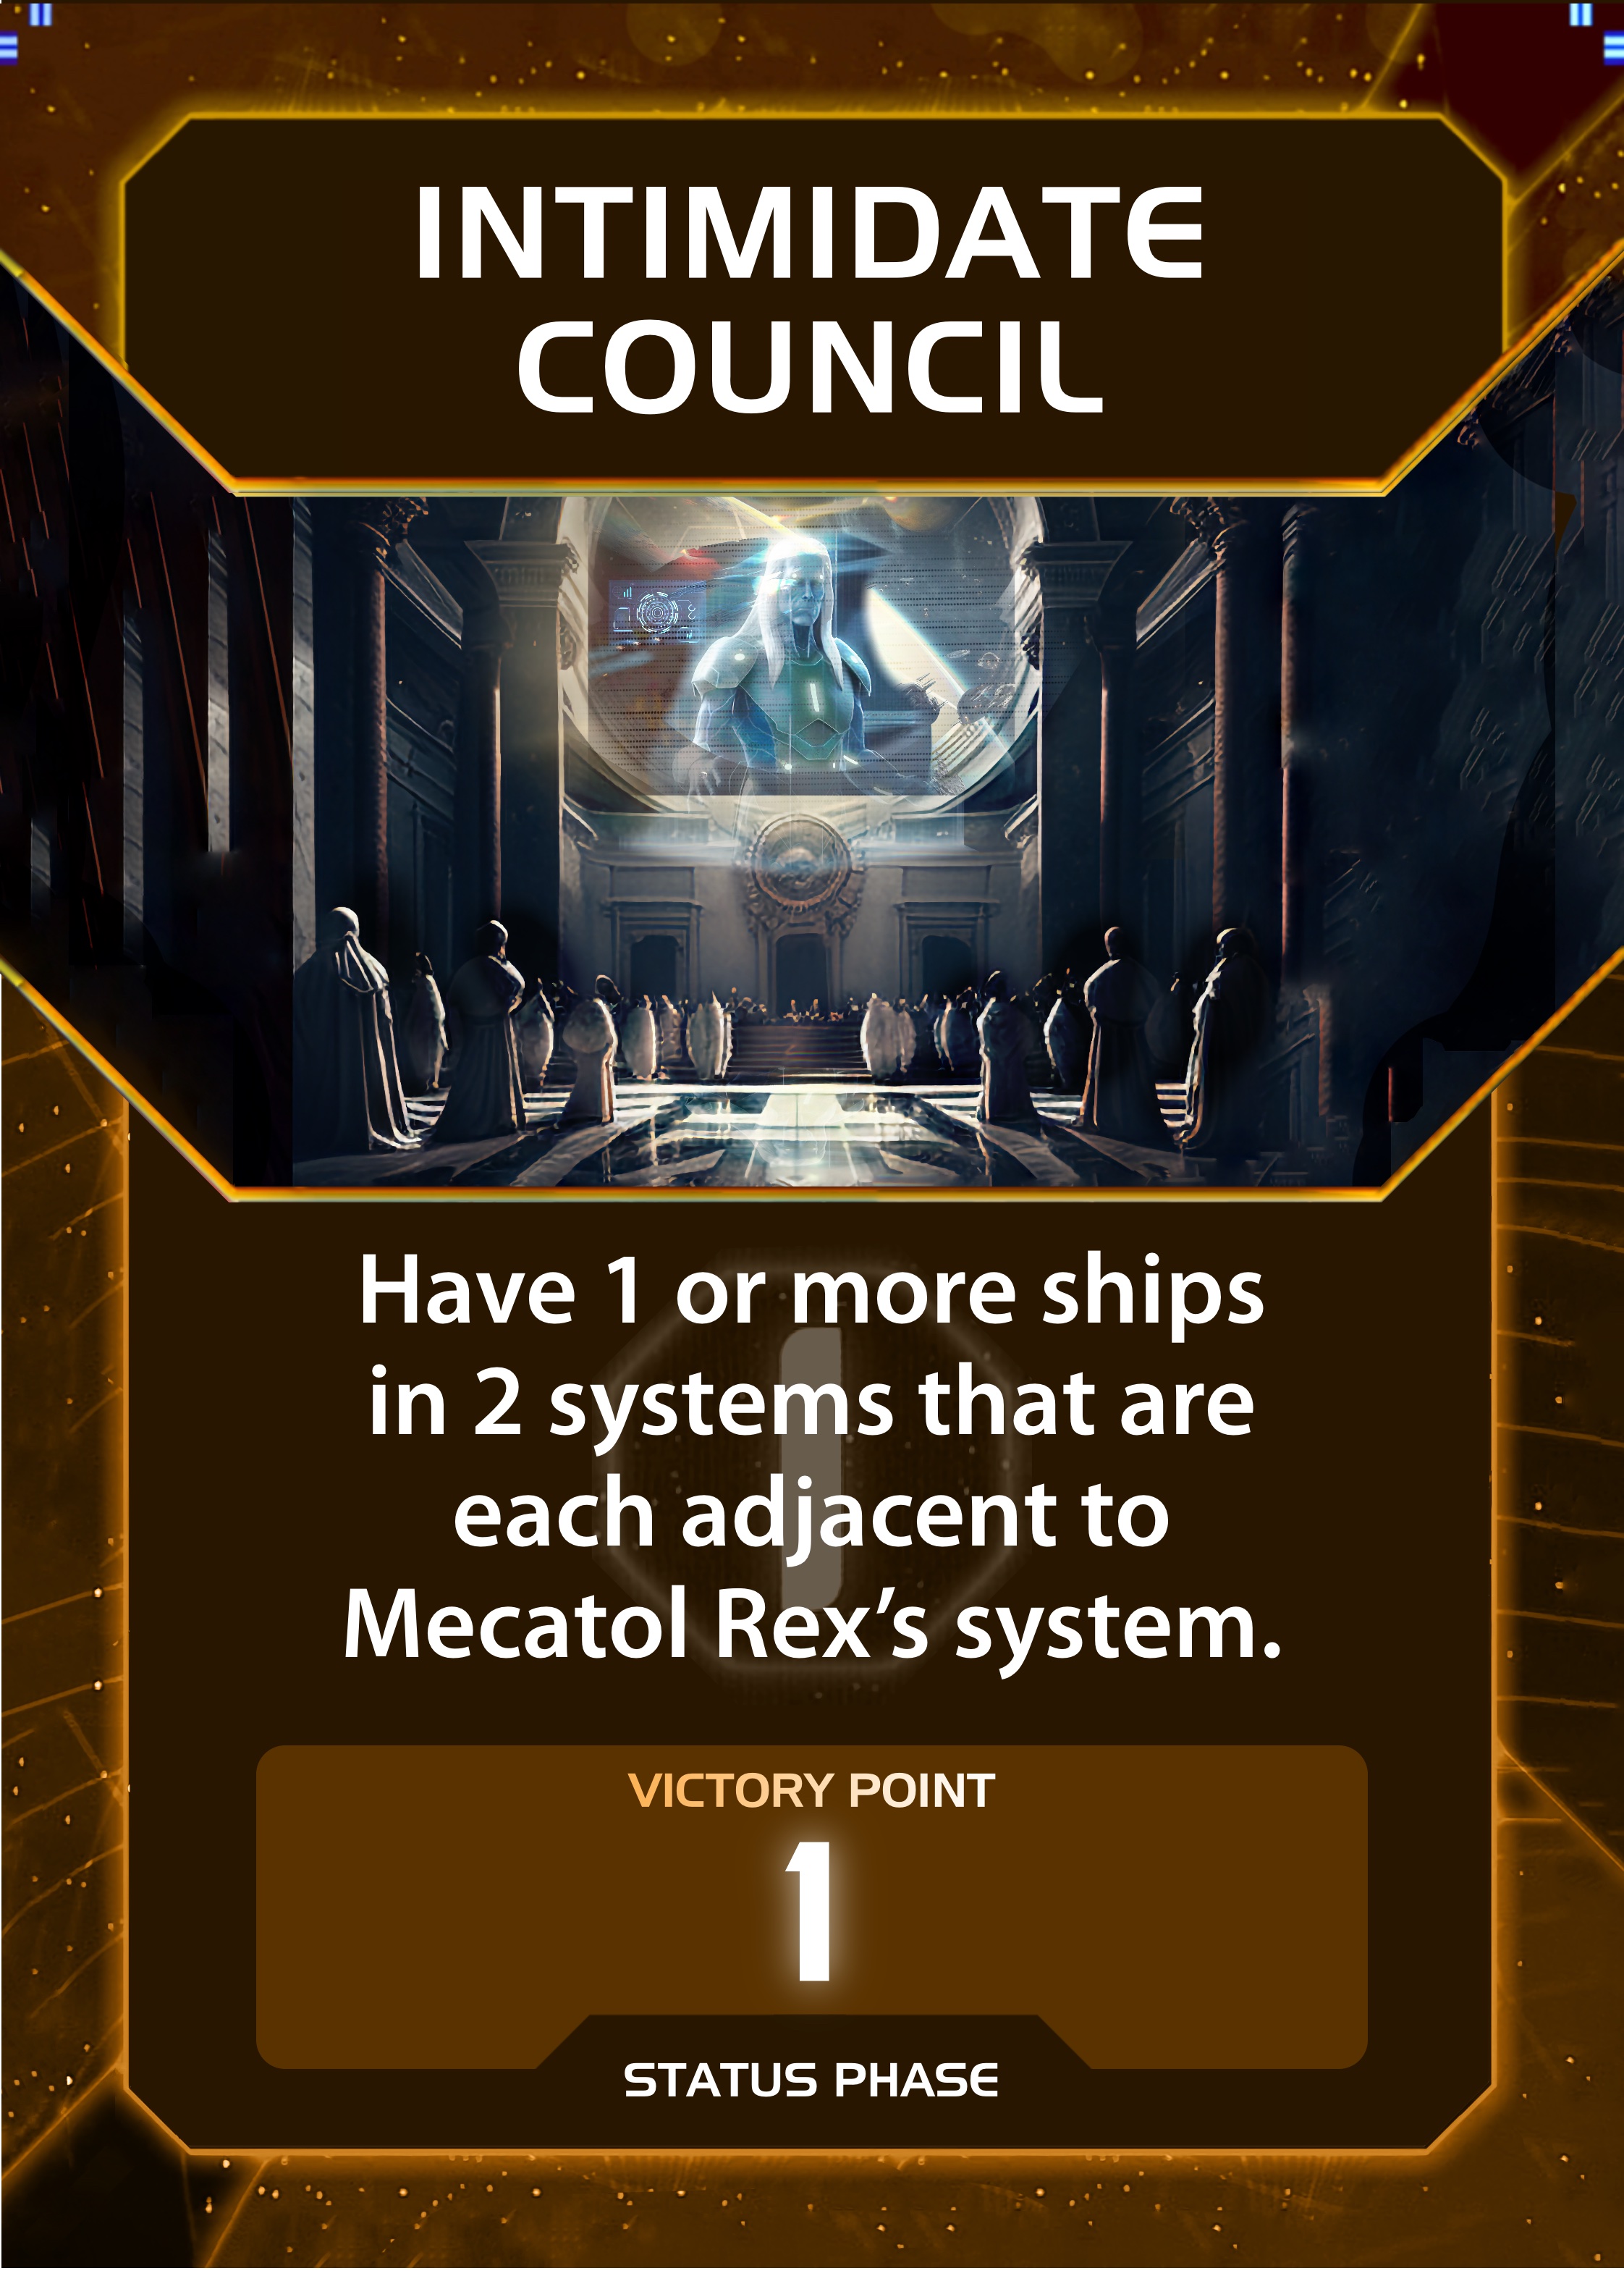 INTIMIDATE
COUNCIL
Have 1 or more ships
in 2 systems that are
each adjacent to
Mecatol Rex’s system.
VICTORY POINT
1
STATUS PHASE